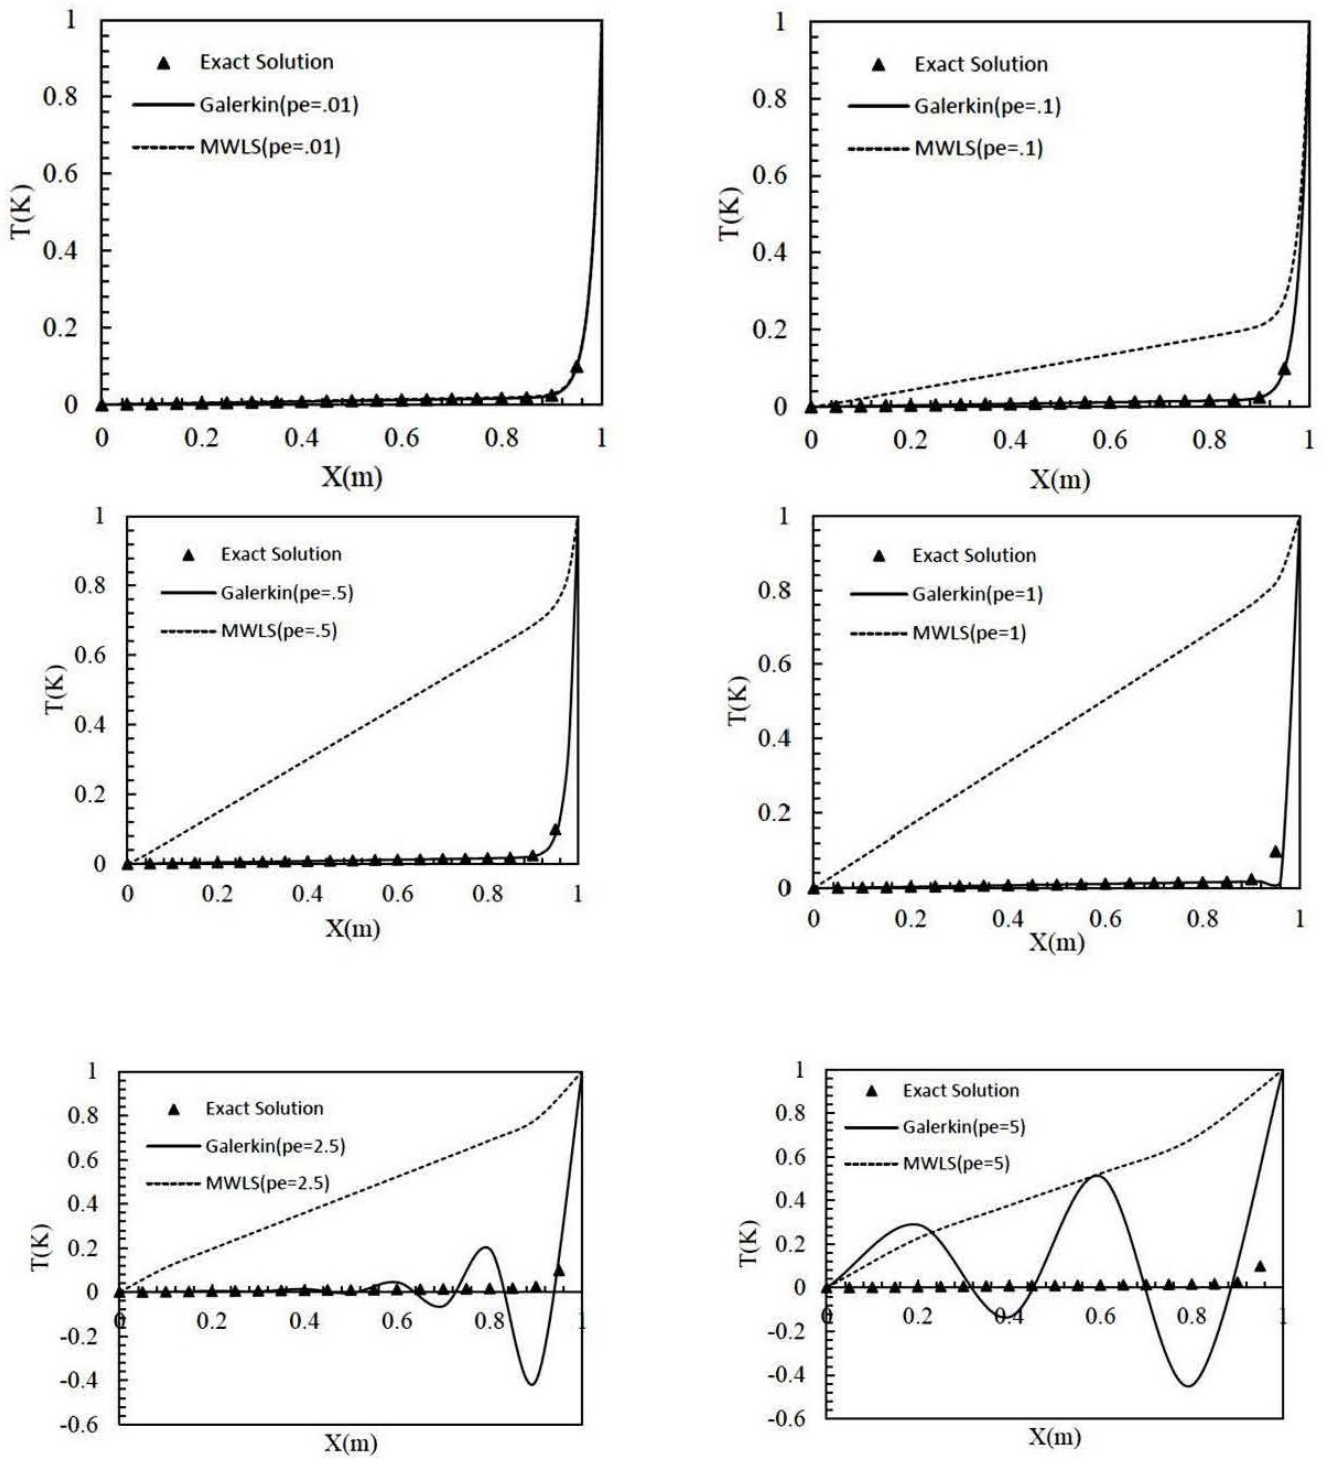 1
Exact Solution
Galerkin(pe=.01)
MWLS(pe=.01)
0.8
0.6
T(K)
0.4
0.2
0
0 0.2 0.4 0.6 0.8 1
X(m)
1
Exact Solution
Galerkin(pe=.1)
MWLS(pe=.1)
0.8
0.6
T(K)
0.4
0.2
0
0 0.2 0.4 0.6 0.8 1
X(m)
1
Exact Solution
Galerkin(pe=.5)
MWLS(pe=.5)
0.8
0.6
T(K)
0.4
0.2
0
0 0.2 0.4 0.6 0.8 1
X(m)
1
Exact Solution
Galerkin(pe=1)
MWLS(pe=1)
0.8
0.6
T(K)
0.4
0.2
0
0 0.2 0.4 0.6 0.8 1
X(m)
1
Exact Solution
Galerkin(pe=2.5)
MWLS(pe=2.5)
0.8
0.6
0.4
T(K)
0.2
0
0 0.2 0.4 0.6 0.8 1
-0.2
-0.4
-0.6
X(m)
1
Exact Solution
Galerkin(pe=5)
MWLS(pe=5)
0.8
0.6
0.4
T(K)
0.2
0
0 0.2 0.4 0.6 0.8 1
-0.2
-0.4
-0.6
X(m)